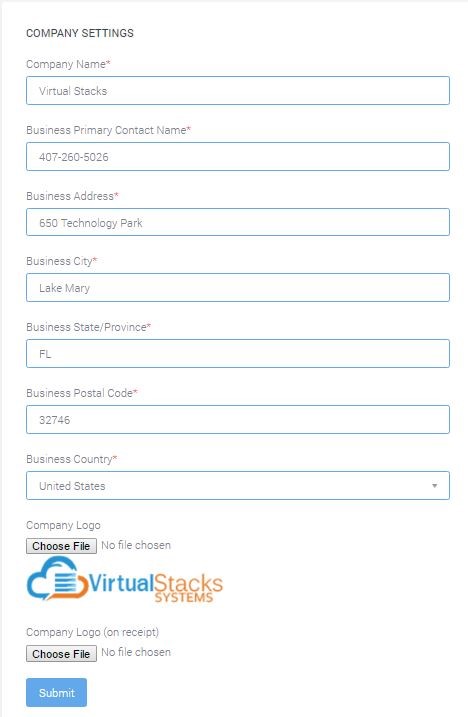 COMPANY SETTINGS
Company Name*
Virtual Stacks
Business Primary Contact Name*
407-260-5026
Business Address*
650 Technology Park
Business City*
Lake Mary
Business State/Province*
FL
Business Postal Code*
32746
Business Country*
United States
Company Logo
Choose File No file chosen
VirtualStacks
SYSTEMS
Company Logo (on receipt)
Choose File No file chosen
Submit